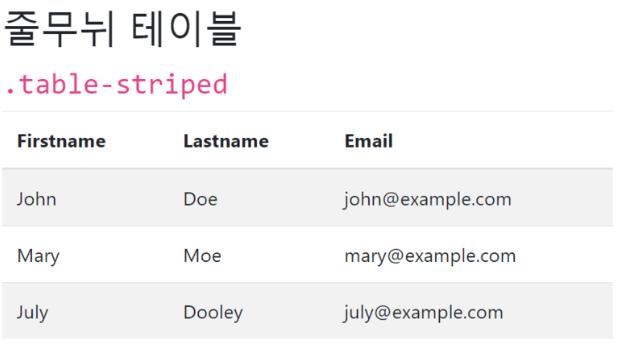 줄무늬 테이블
.table-striped
Firstname Lastname Email
John Doe john@example.com
Mary Moe mary@example.com
July Dooley july@example.com